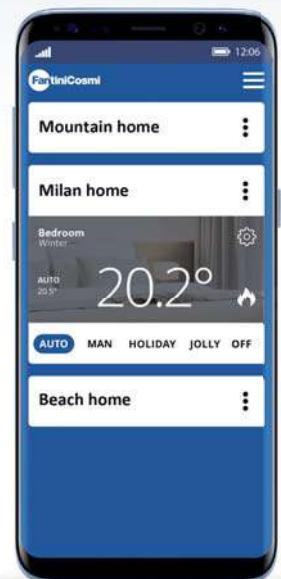 12:06
FantiniCosmi
Mountain home
Milan home
Bedroom
Winter
AUTO
20.5°
20.2°
AUTO MAN HOLIDAY JOLLY OFF
Beach home